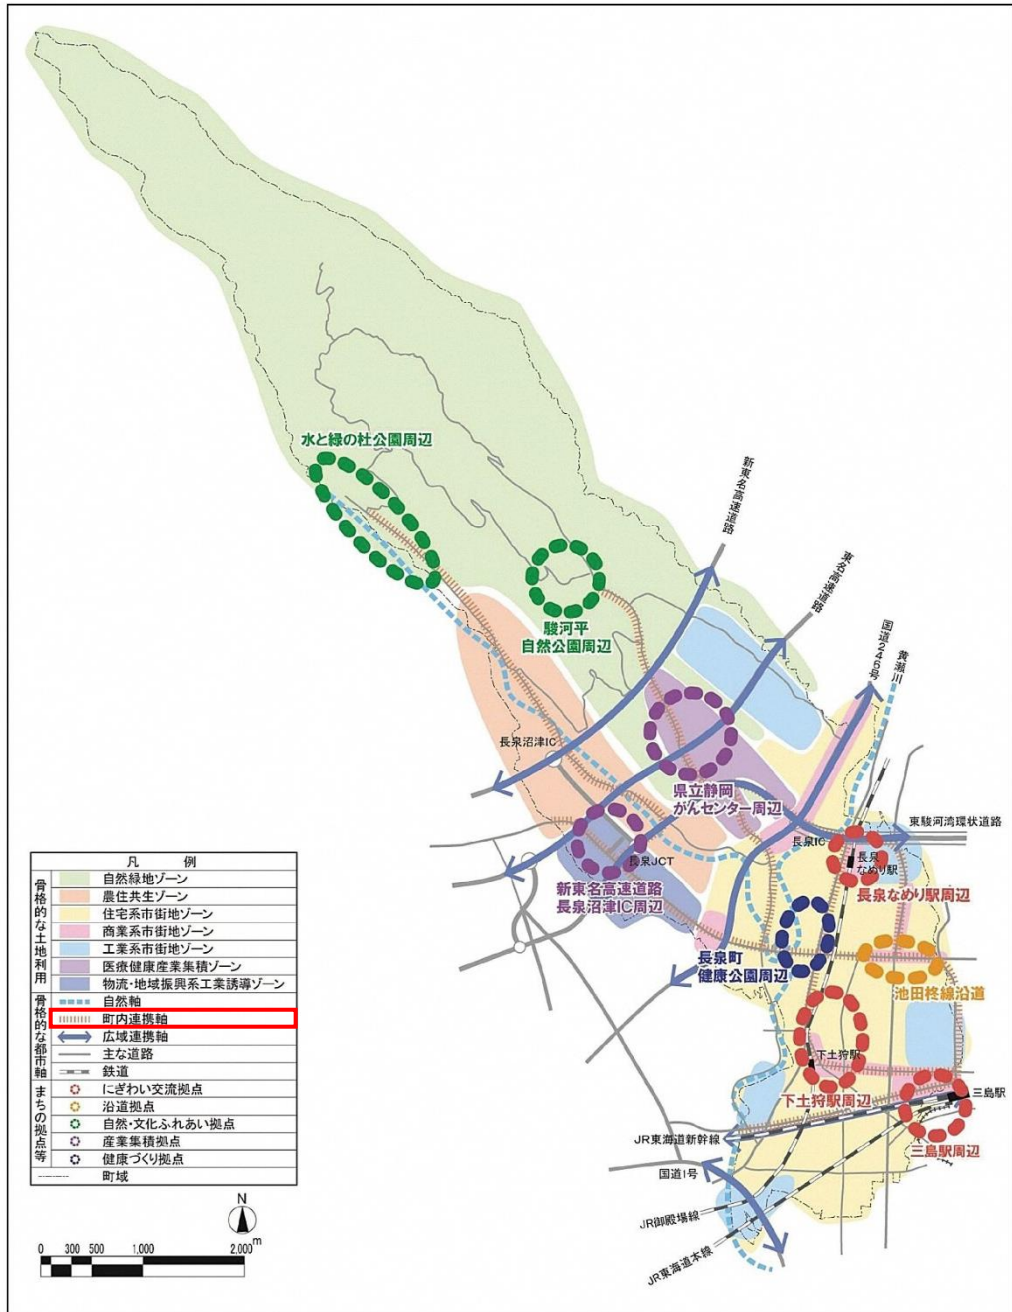 水と緑の杜公園周辺
新東名高速道路
東名高速道路
国道246号
黄瀬川
駿河平
自然公園周辺
長泉沼津IC
県立静岡
がんセンター周辺
東駿河湾環状道路
長泉IC
長泉
なめり駅
長泉なめり駅周辺
長泉JCT
新東名高速道路
長泉沼津IC周辺
長泉町
健康公園周辺
池田柊線沿道
下土狩駅
下土狩駅周辺
三島駅
三島駅周辺
JR東海道新幹線
国道1号
JR御殿場線
JR東海道本線
凡 例
骨格的な土地利用
自然緑地ゾーン
農住共生ゾーン
住宅系市街地ゾーン
商業系市街地ゾーン
工業系市街地ゾーン
医療健康産業集積ゾーン
物流・地域振興系工業誘導ゾーン
骨格的な都市軸
自然軸
町内連携軸
広域連携軸
主な道路
鉄道
まちの拠点等
にぎわい交流拠点
沿道拠点
自然・文化ふれあい拠点
産業集積拠点
健康づくり拠点
町域
N
0 300 500 1,000 2,000 m